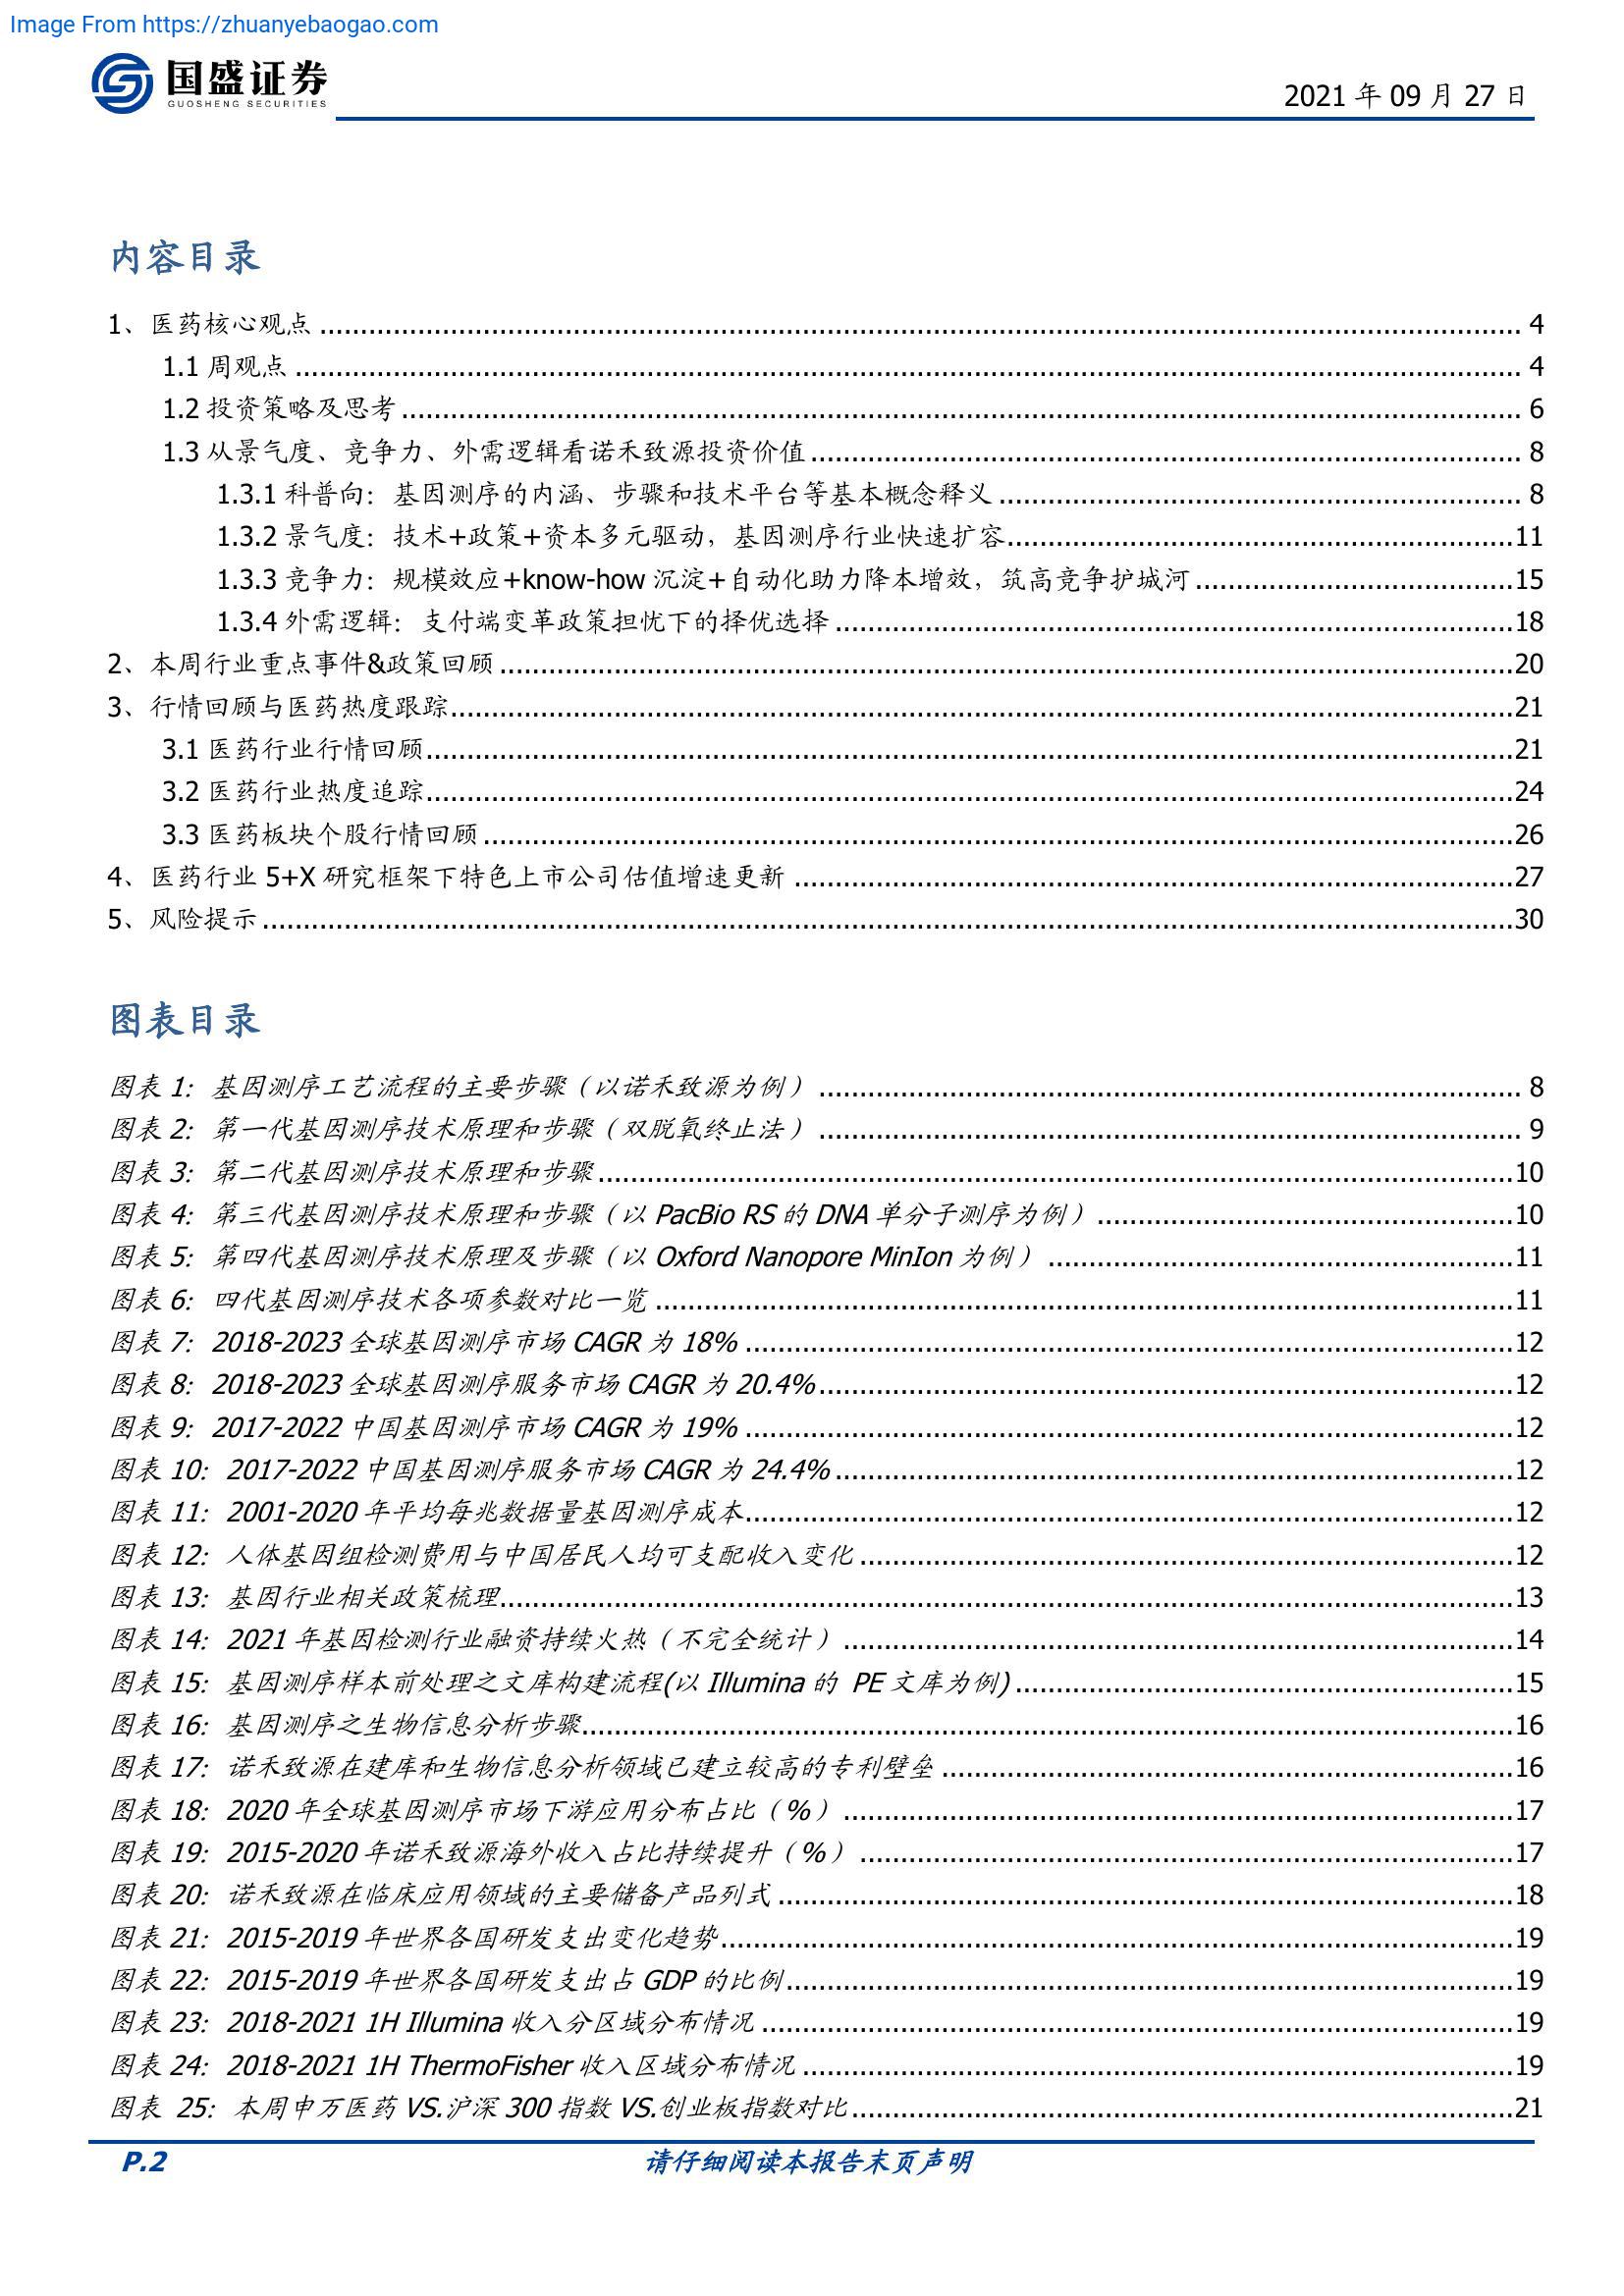 Image From https://zhuanyebaogao.com
国盛证券
GUOSHENG SECURITIES
2021 年 09 月 27 日
内容目录
1、医药核心观点 4
1.1 周观点 4
1.2 投资策略及思考 6
1.3 从景气度、竞争力、外需逻辑看诺禾致源投资价值 8
1.3.1 科普向：基因测序的内涵、步骤和技术平台等基本概念释义 8
1.3.2 景气度：技术+政策+资本多元驱动，基因测序行业快速扩容 11
1.3.3 竞争力：规模效应+know-how 沉淀+自动化助力降本增效，筑高竞争护城河 15
1.3.4 外需逻辑：支付端变革政策担忧下的择优选择 18
2、本周行业重点事件&政策回顾 20
3、行情回顾与医药热度跟踪 21
3.1 医药行业行情回顾 21
3.2 医药行业热度追踪 24
3.3 医药板块个股行情回顾 26
4、医药行业 5+X 研究框架下特色上市公司估值增速更新 27
5、风险提示 30
图表目录
图表 1：基因测序工艺流程的主要步骤（以诺禾致源为例） 8
图表 2：第一代基因测序技术原理和步骤（双脱氧终止法） 9
图表 3：第二代基因测序技术原理和步骤 10
图表 4：第三代基因测序技术原理和步骤（以 PacBio RS 的 DNA 单分子测序为例） 10
图表 5：第四代基因测序技术原理及步骤（以 Oxford Nanopore MinIon 为例） 11
图表 6：四代基因测序技术各项参数对比一览 11
图表 7：2018-2023 全球基因测序市场 CAGR 为 18% 12
图表 8：2018-2023 全球基因测序服务市场 CAGR 为 20.4% 12
图表 9：2017-2022 中国基因测序市场 CAGR 为 19% 12
图表 10：2017-2022 中国基因测序服务市场 CAGR 为 24.4% 12
图表 11：2001-2020 年平均每兆数据量基因测序成本 12
图表 12：人体基因组检测费用与中国居民人均可支配收入变化 12
图表 13：基因行业相关政策梳理 13
图表 14：2021 年基因检测行业融资持续火热（不完全统计） 14
图表 15：基因测序样本前处理之文库构建流程(以 Illumina 的 PE 文库为例) 15
图表 16：基因测序之生物信息分析步骤 16
图表 17：诺禾致源在建库和生物信息分析领域已建立较高的专利壁垒 16
图表 18：2020 年全球基因测序市场下游应用分布占比（%） 17
图表 19：2015-2020 年诺禾致源海外收入占比持续提升（%） 17
图表 20：诺禾致源在临床应用领域的主要储备产品列式 18
图表 21：2015-2019 年世界各国研发支出变化趋势 19
图表 22：2015-2019 年世界各国研发支出占 GDP 的比例 19
图表 23：2018-2021 1H Illumina 收入分区域分布情况 19
图表 24：2018-2021 1H ThermoFisher 收入区域分布情况 19
图表 25：本周申万医药 VS.沪深 300 指数 VS.创业板指数对比 21
P.2 请仔细阅读本报告末页声明